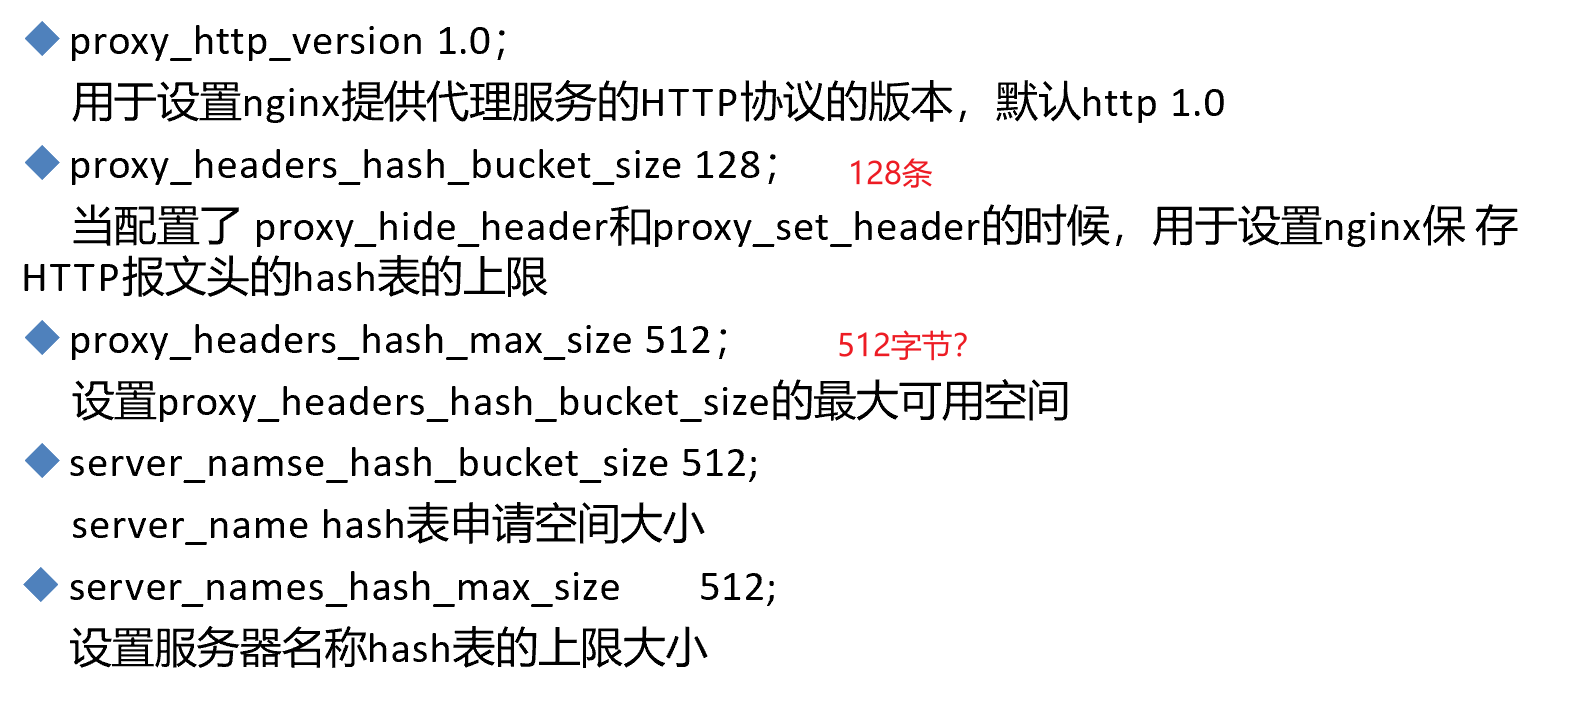 proxy_http_version 1.0；
用于设置nginx提供代理服务的HTTP协议的版本，默认http 1.0
proxy_headers_hash_bucket_size 128； 128条
当配置了 proxy_hide_header和proxy_set_header的时候，用于设置nginx保 存
HTTP报文头的hash表的上限
proxy_headers_hash_max_size 512； 512字节？
设置proxy_headers_hash_bucket_size的最大可用空间
server_namse_hash_bucket_size 512;
server_name hash表申请空间大小
server_names_hash_max_size 512;
设置服务器名称hash表的上限大小